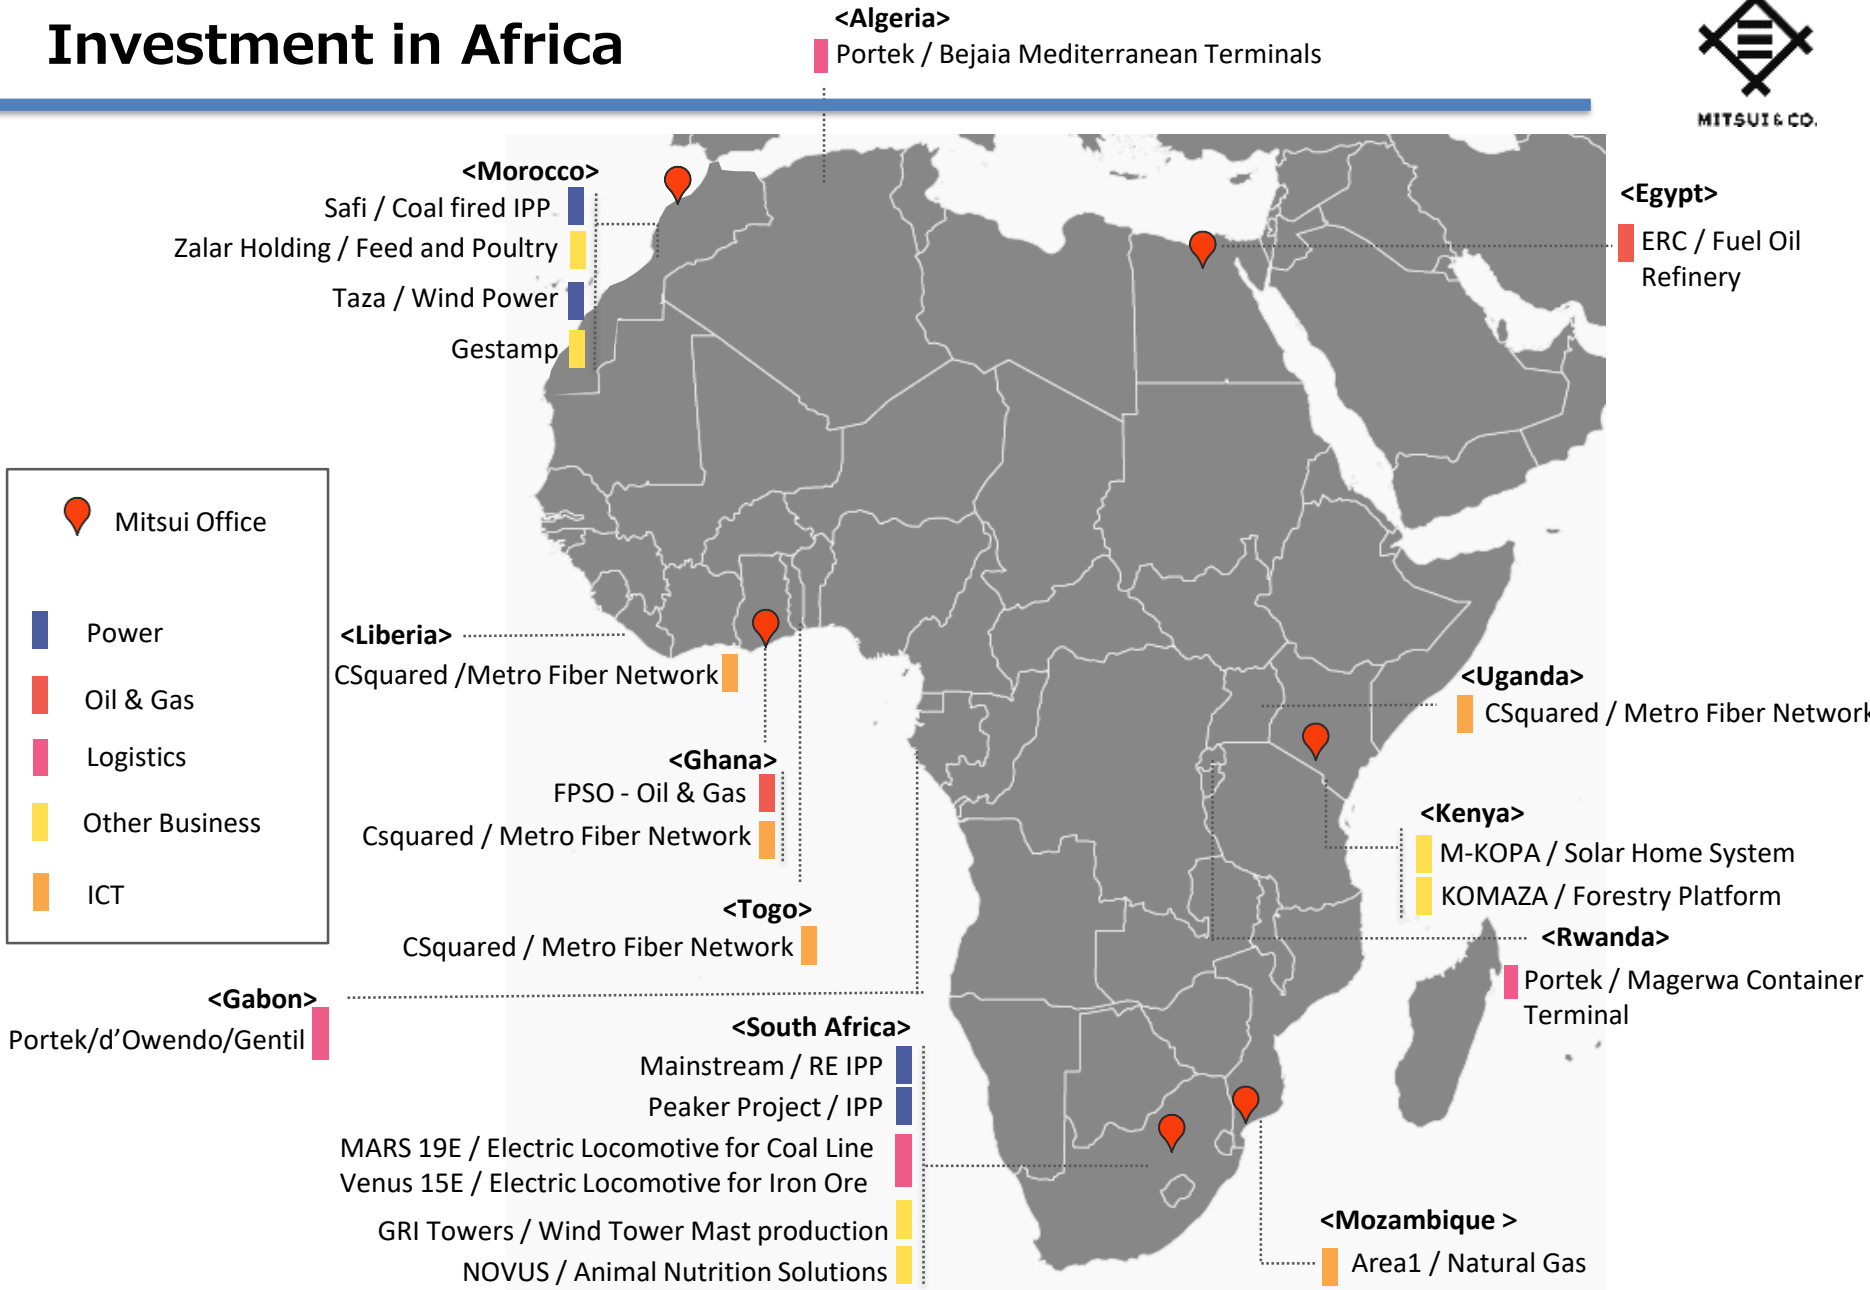 Investment in Africa
<Algeria>
Portek / Bejaia Mediterranean Terminals
MITSUI & CO.
<Morocco>
Safi / Coal fired IPP
Zalar Holding / Feed and Poultry
Taza / Wind Power
Gestamp
<Egypt>
ERC / Fuel Oil
Refinery
Mitsui Office
Power
Oil & Gas
Logistics
Other Business
ICT
<Liberia>
CSquared /Metro Fiber Network
<Uganda>
CSquared / Metro Fiber Network
<Ghana>
FPSO - Oil & Gas
Csquared / Metro Fiber Network
<Kenya>
M-KOPA / Solar Home System
KOMAZA / Forestry Platform
<Togo>
CSquared / Metro Fiber Network
<Rwanda>
Portek / Magerwa Container
Terminal
<Gabon>
Portek/d’Owendo/Gentil
<South Africa>
Mainstream / RE IPP
Peaker Project / IPP
MARS 19E / Electric Locomotive for Coal Line
Venus 15E / Electric Locomotive for Iron Ore
GRI Towers / Wind Tower Mast production
NOVUS / Animal Nutrition Solutions
<Mozambique >
Area1 / Natural Gas